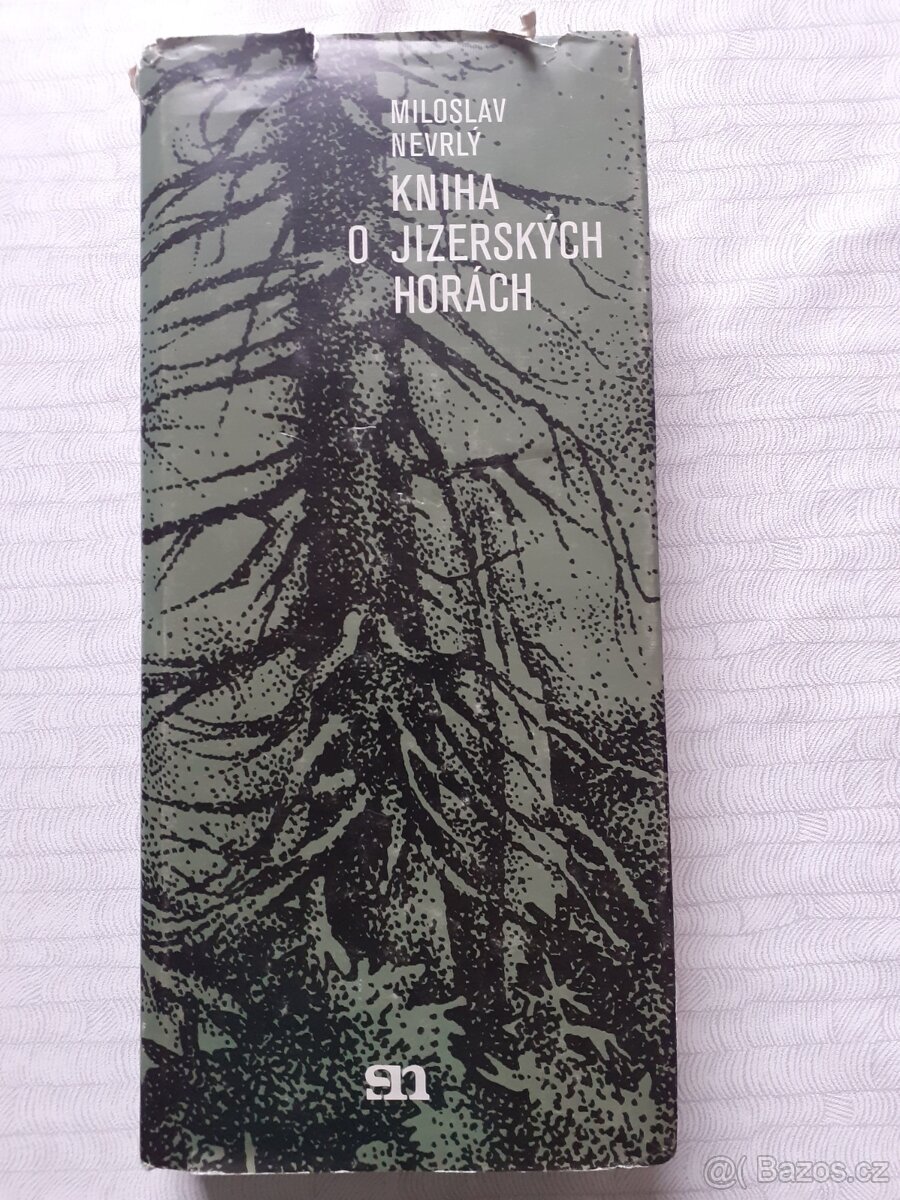 MILOSLAV
NEVRLÝ
KNIHA
O JIZERSKÝCH
HORÁCH
sn
@( Bazos.cz